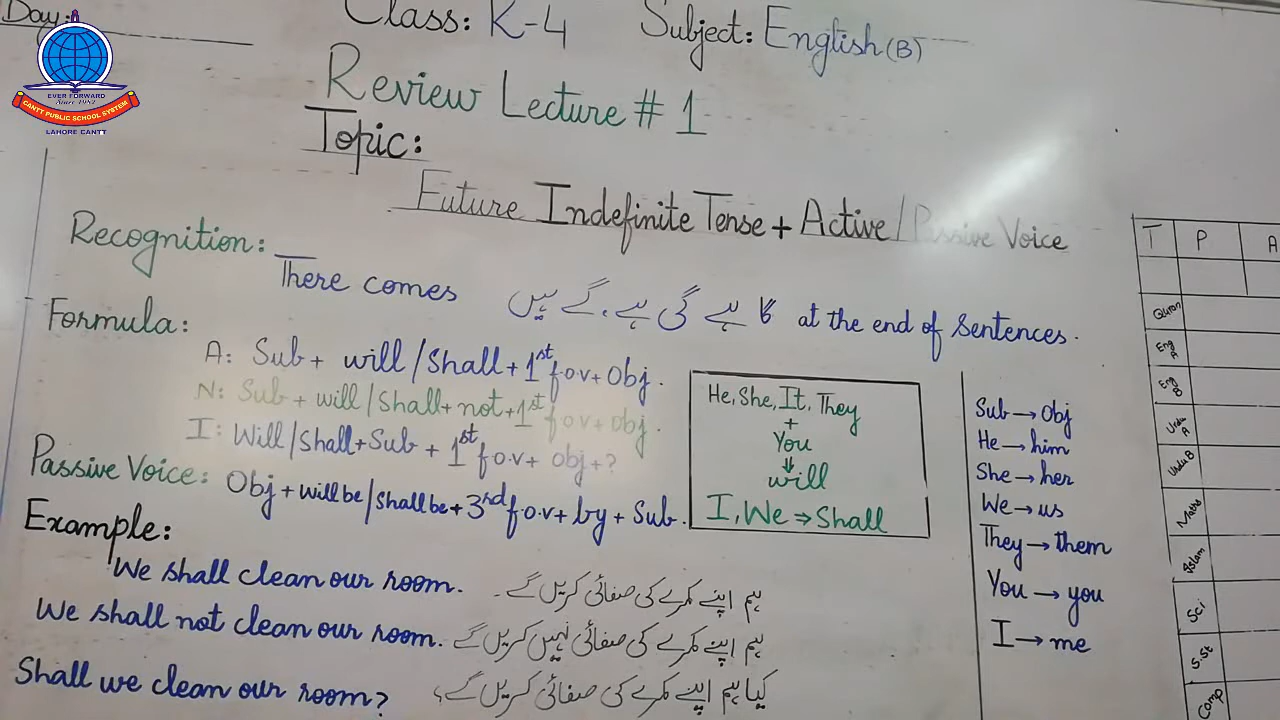 Day:
Class: K-4 Subject: English (B)
EVER FORWARD
Since 1982
CANTT PUBLIC SCHOOL SYSTEM
LAHORE CANTT
Review Lecture # 1
Topic:
Future Indefinite Tense + Active/Passive Voice
Recognition:
There comes گا ہے گی ہے، گے ہیں at the end of Sentences.
Formula:
A: Sub + will/Shall + 1st f.o.v + Obj.
N: Sub + will/Shall + not + 1st f.o.v + obj.
I: Will/Shall + Sub + 1st f.o.v + obj + ?
Passive Voice: Obj + will be/Shall be + 3rd f.o.v + by + Sub.
He, She, It, They
+
You
⇓
will
I, We ⇒ Shall
Sub → Obj
He → him
She → her
We → us
They → them
You → you
I → me
Example:
We shall clean our room. ہم اپنے کمرے کی صفائی کریں گے۔
We shall not clean our room. ہم اپنے کمرے کی صفائی نہیں کریں گے
Shall we clean our room? کیا ہم اپنے کمرے کی صفائی کریں گے؟
T P A
Quran
Eng A
Eng B
Urdu A
Urdu B
Maths
Islam
Sci
S.St
Comp